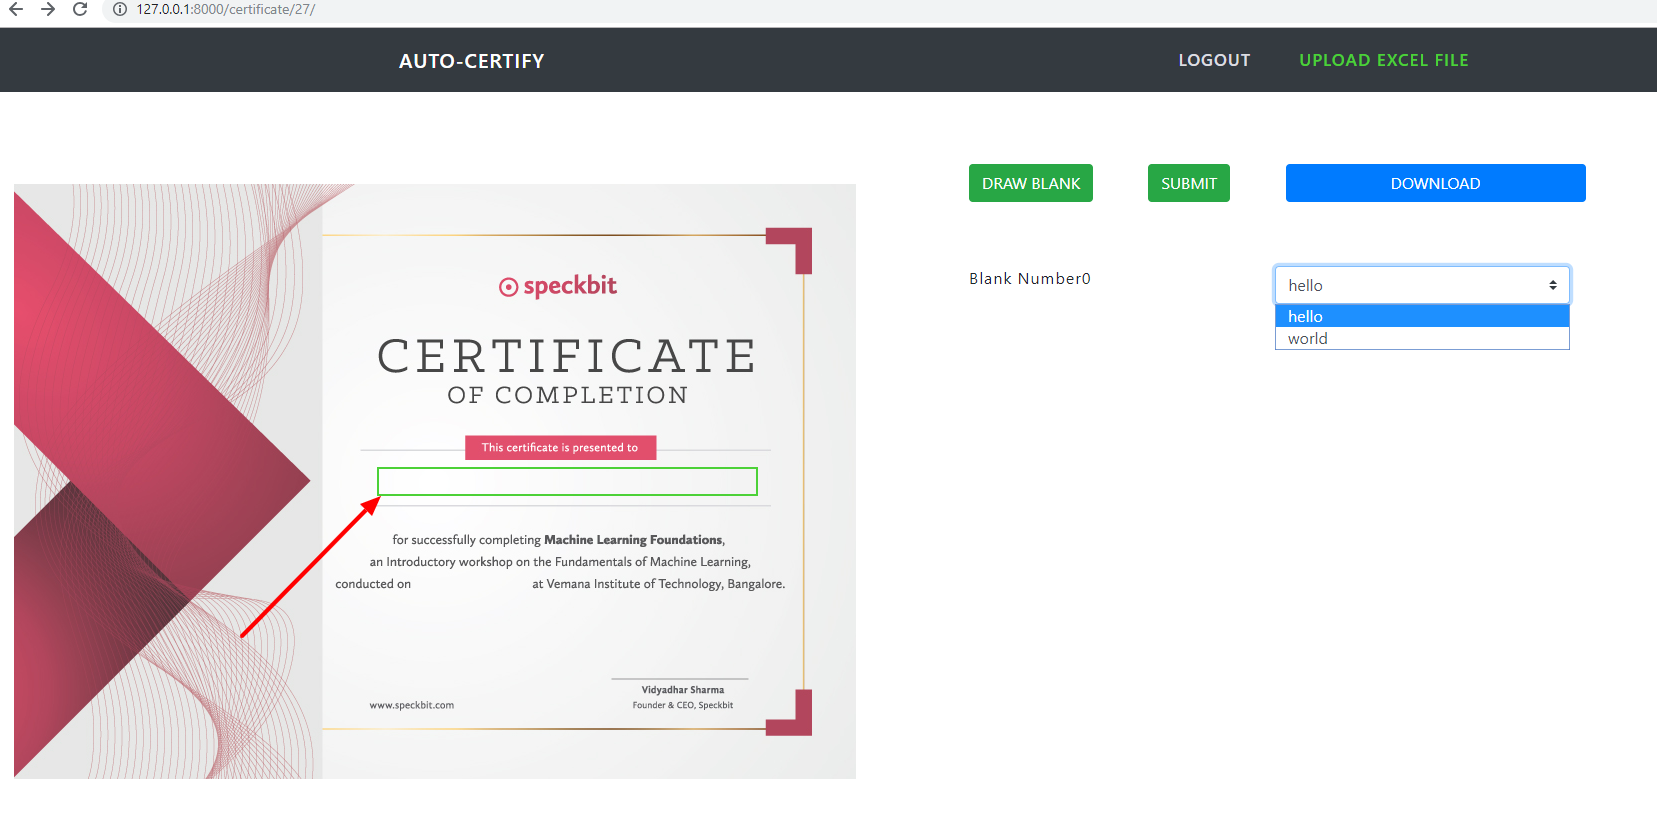 127.0.0.1:8000/certificate/27/
AUTO-CERTIFY
LOGOUT
UPLOAD EXCEL FILE
DRAW BLANK
SUBMIT
DOWNLOAD
Blank Number0
hello
hello
world
speckbit
CERTIFICATE
OF COMPLETION
This certificate is presented to
for successfully completing Machine Learning Foundations,
an Introductory workshop on the Fundamentals of Machine Learning,
conducted on at Vemana Institute of Technology, Bangalore.
Vidyadhar Sharma
www.speckbit.com
Founder & CEO, Speckbit